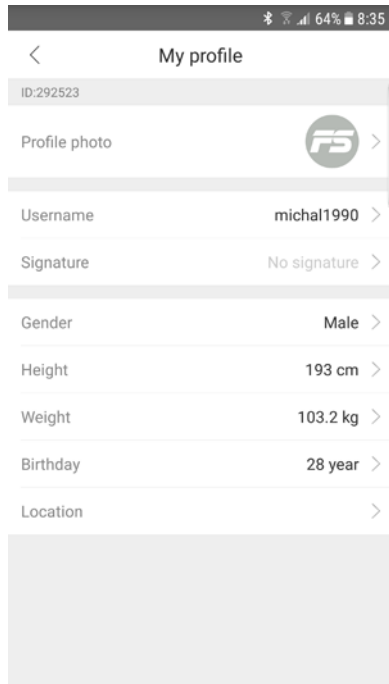 64% 8:35
My profile
ID:292523
Profile photo FS
Username michal1990
Signature No signature
Gender Male
Height 193 cm
Weight 103.2 kg
Birthday 28 year
Location